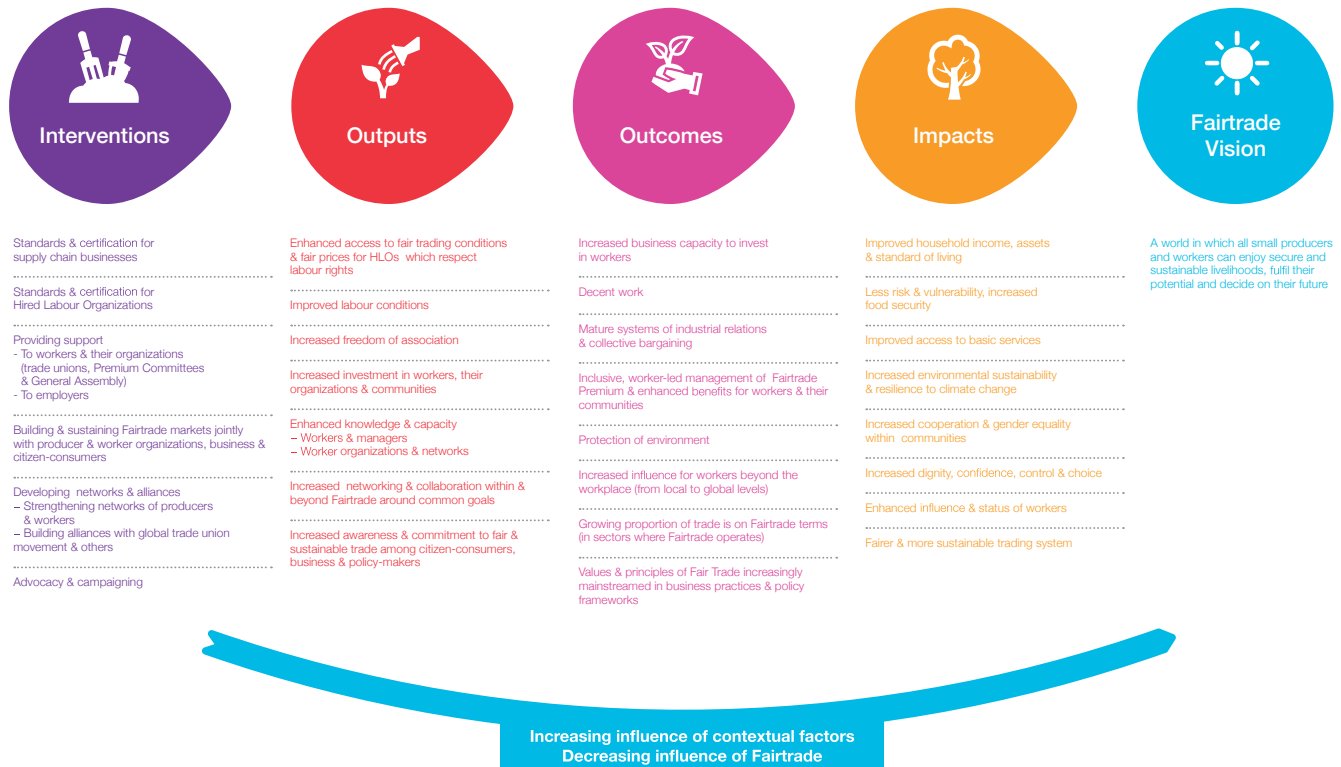 Interventions
Standards & certification for
supply chain businesses
Standards & certification for
Hired Labour Organizations
Providing support
- To workers & their organizations
(trade unions, Premium Committees
& General Assembly)
- To employers
Building & sustaining Fairtrade markets jointly
with producer & worker organizations, business &
citizen-consumers
Developing networks & alliances
– Strengthening networks of producers
& workers
– Building alliances with global trade union
movement & others
Advocacy & campaigning
Outputs
Enhanced access to fair trading conditions
& fair prices for HLOs which respect
labour rights
Improved labour conditions
Increased freedom of association
Increased investment in workers, their
organizations & communities
Enhanced knowledge & capacity
– Workers & managers
– Worker organizations & networks
Increased networking & collaboration within &
beyond Fairtrade around common goals
Increased awareness & commitment to fair &
sustainable trade among citizen-consumers,
business & policy-makers
Outcomes
Increased business capacity to invest
in workers
Decent work
Mature systems of industrial relations
& collective bargaining
Inclusive, worker-led management of Fairtrade
Premium & enhanced benefits for workers & their
communities
Protection of environment
Increased influence for workers beyond the
workplace (from local to global levels)
Growing proportion of trade is on Fairtrade terms
(in sectors where Fairtrade operates)
Values & principles of Fair Trade increasingly
mainstreamed in business practices & policy
frameworks
Impacts
Improved household income, assets
& standard of living
Less risk & vulnerability, increased
food security
Improved access to basic services
Increased environmental sustainability
& resilience to climate change
Increased cooperation & gender equality
within communities
Increased dignity, confidence, control & choice
Enhanced influence & status of workers
Fairer & more sustainable trading system
Fairtrade
Vision
A world in which all small producers
and workers can enjoy secure and
sustainable livelihoods, fulfil their
potential and decide on their future
Increasing influence of contextual factors
Decreasing influence of Fairtrade